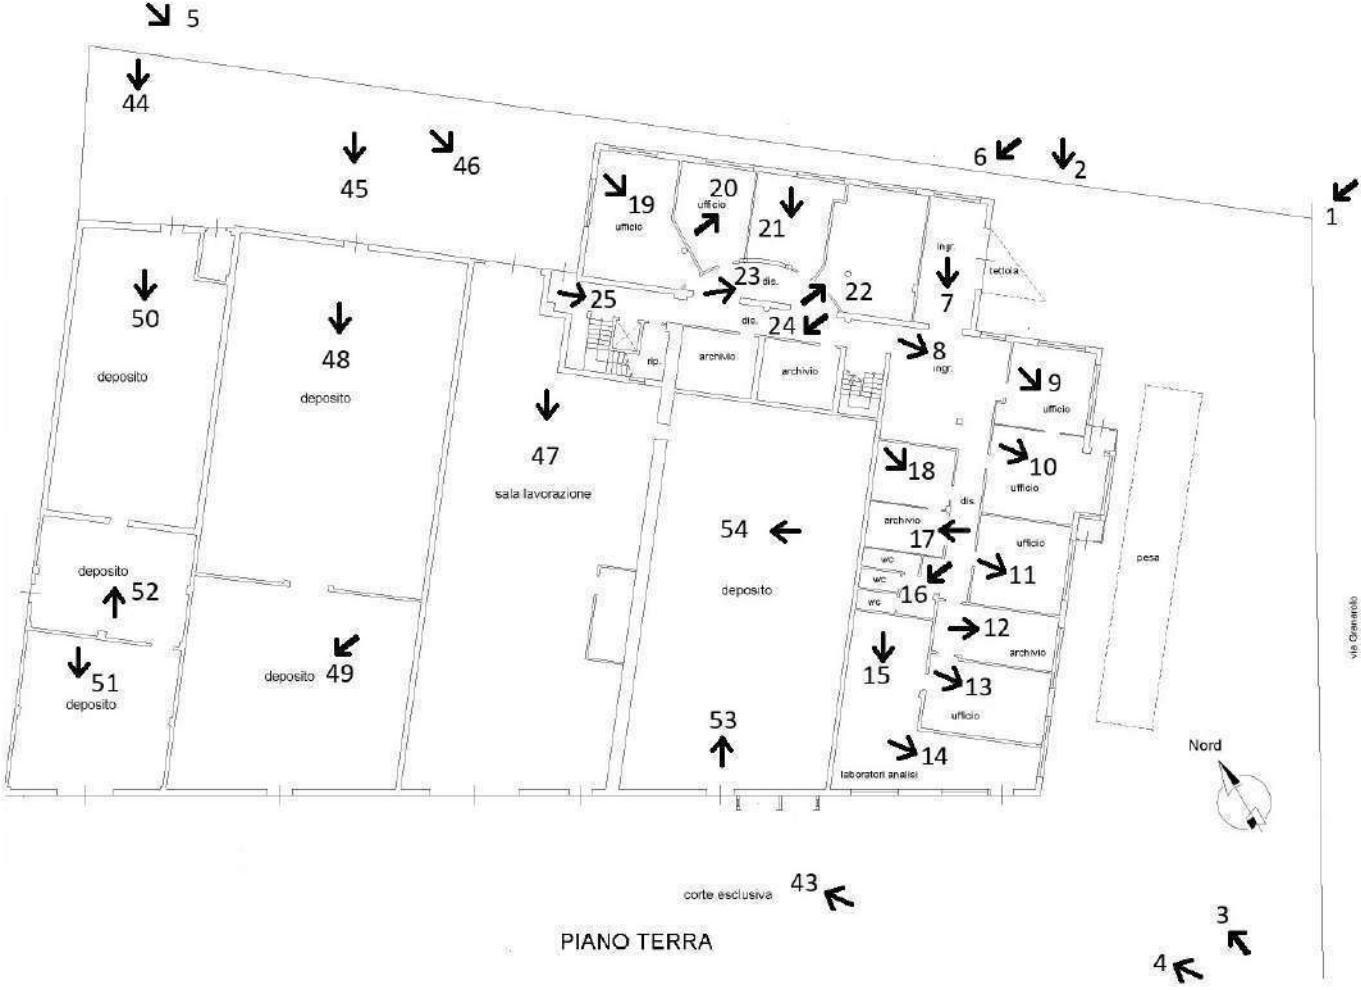 5
44
6
2
46
45
20
ufficio
19
ufficio
21
1
ingr.
tettoia
23
dis.
50
25
22
7
dis.
24
48
deposito
rip.
archivio
archivio
8
ingr.
9
ufficio
deposito
47
sala lavorazione
18
10
ufficio
dis.
54
archivio
17
ufficio
deposito
52
wc
wc
wc
16
11
pesa
deposito
12
archivio
via Granarolo
51
deposito
deposito
49
15
13
ufficio
53
14
laboratori analisi
Nord
corte esclusiva
43
PIANO TERRA
3
4